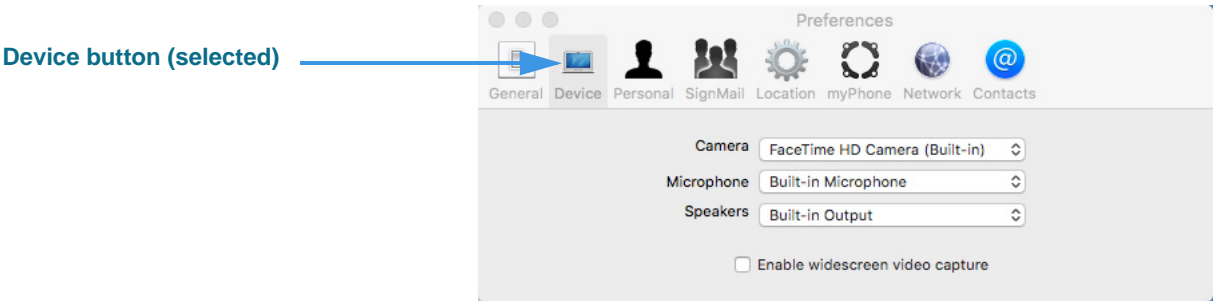 Preferences
Device button (selected)
General Device Personal SignMail Location myPhone Network Contacts
Camera FaceTime HD Camera (Built-in)
Microphone Built-in Microphone
Speakers Built-in Output
Enable widescreen video capture